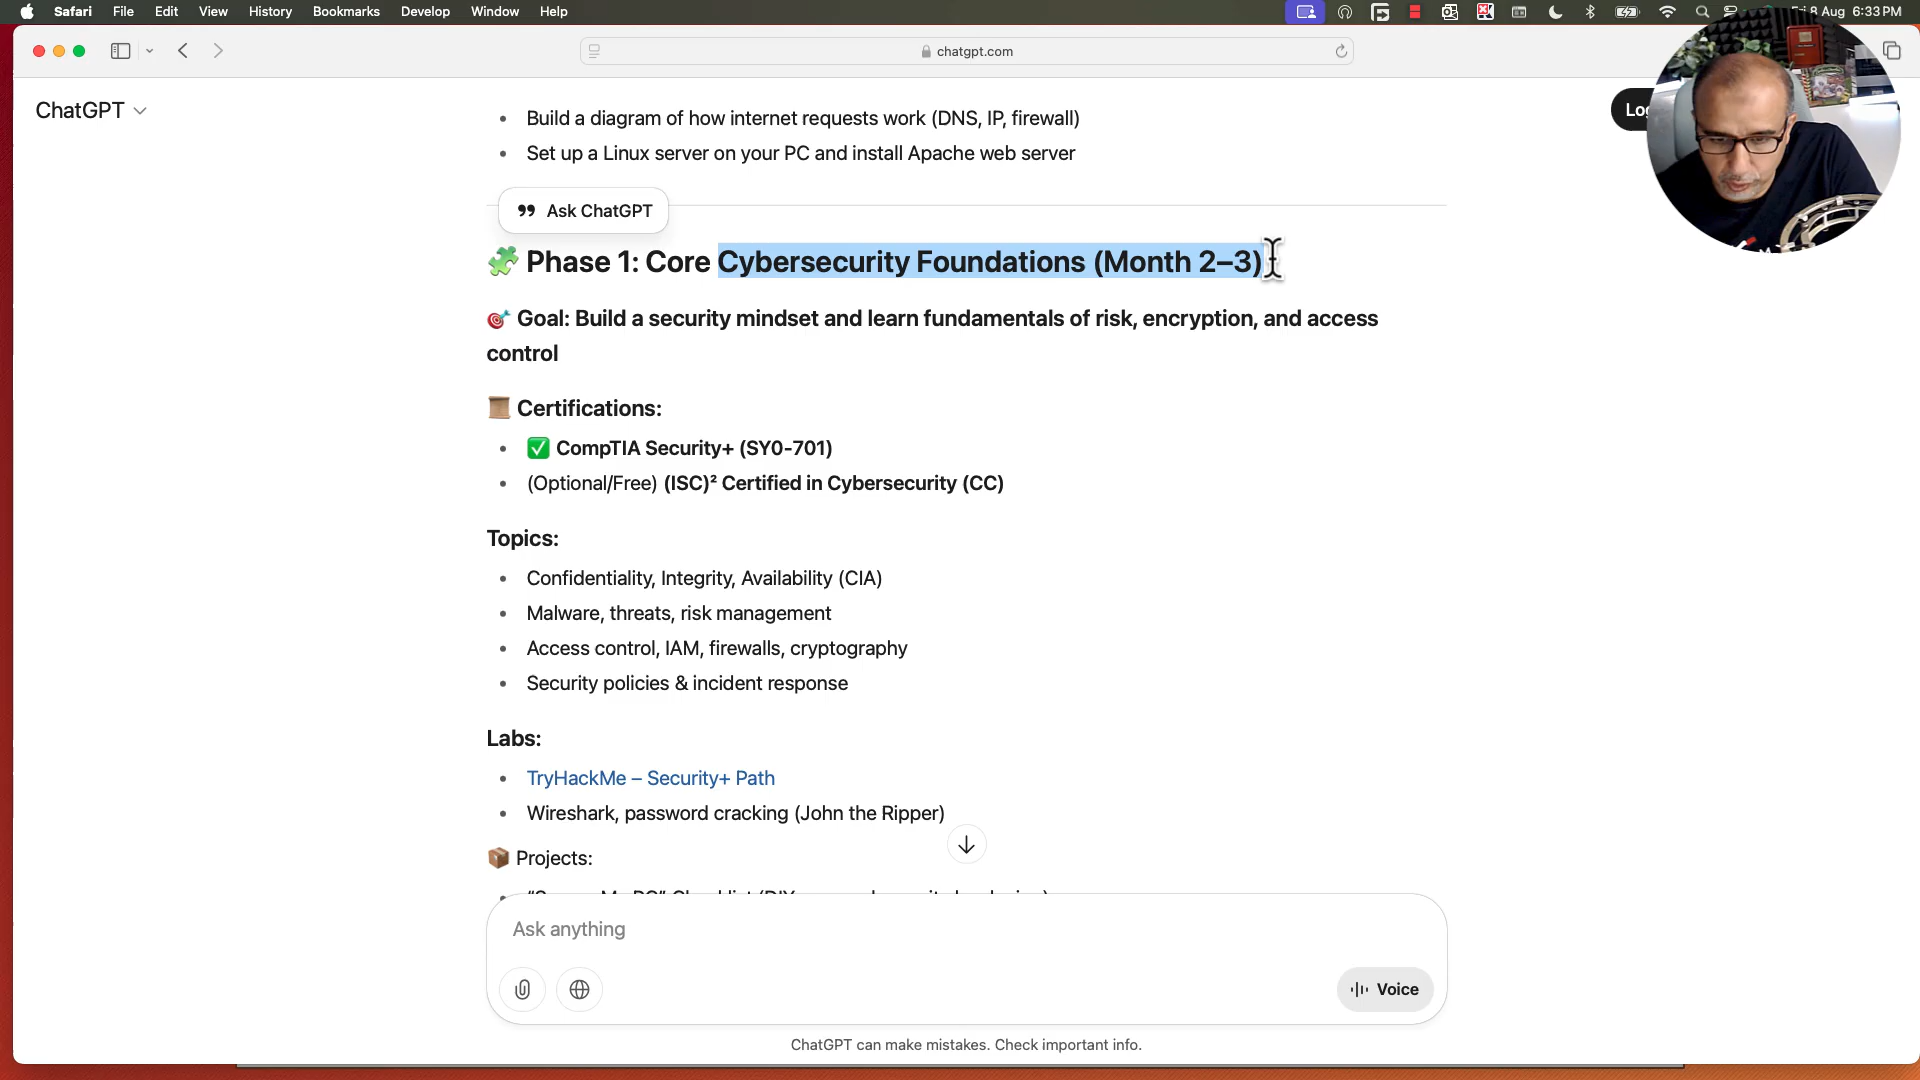 Safari File Edit View History Bookmarks Develop Window Help
8 Aug 6:33 PM
chatgpt.com
ChatGPT
• Build a diagram of how internet requests work (DNS, IP, firewall)
• Set up a Linux server on your PC and install Apache web server
Ask ChatGPT
🧩 Phase 1: Core Cybersecurity Foundations (Month 2–3)
🎯 Goal: Build a security mindset and learn fundamentals of risk, encryption, and access
control
📜 Certifications:
• ✅ CompTIA Security+ (SY0-701)
• (Optional/Free) (ISC)² Certified in Cybersecurity (CC)
Topics:
• Confidentiality, Integrity, Availability (CIA)
• Malware, threats, risk management
• Access control, IAM, firewalls, cryptography
• Security policies & incident response
Labs:
• TryHackMe – Security+ Path
• Wireshark, password cracking (John the Ripper)
📦 Projects:
Ask anything
Voice
ChatGPT can make mistakes. Check important info.